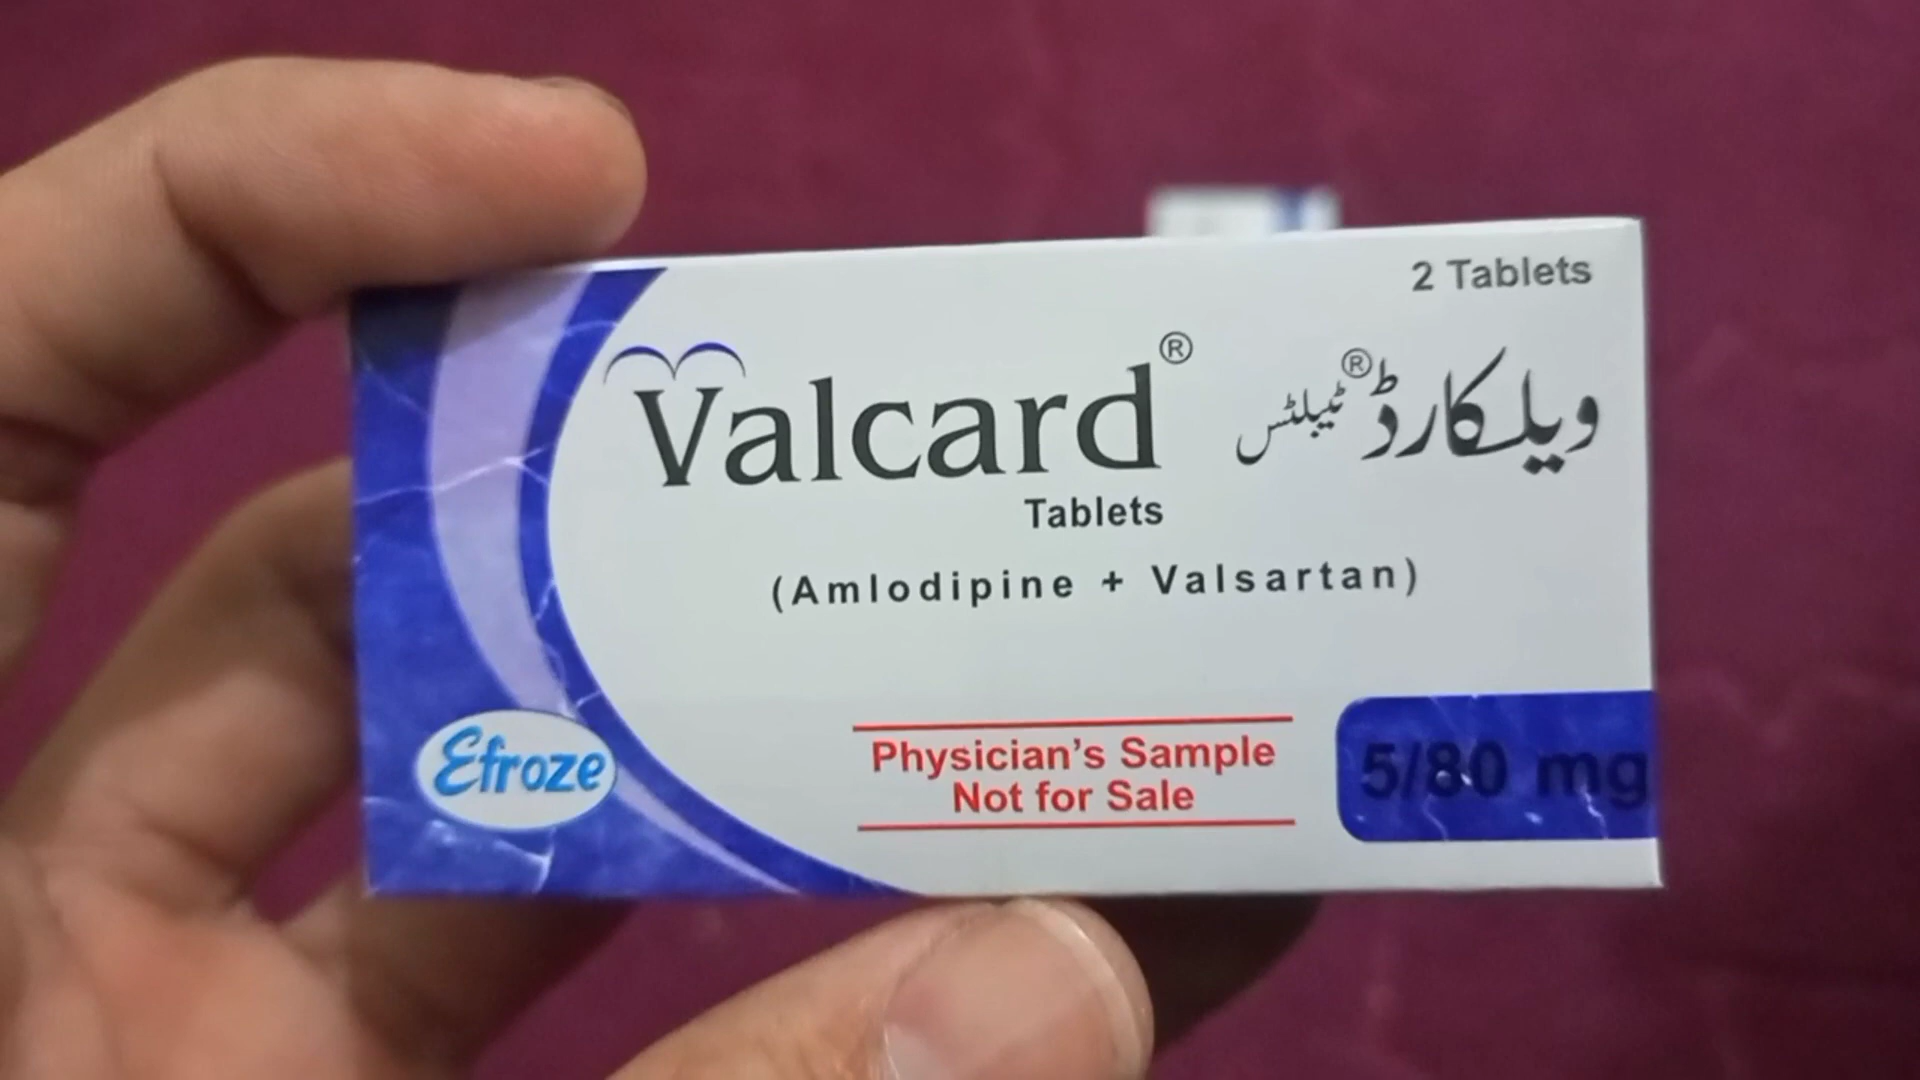 2 Tablets
Valcard®
ویلکارڈ® ٹیبلٹس
Tablets
(Amlodipine + Valsartan)
Efroze
Physician's Sample
Not for Sale
5/80 mg